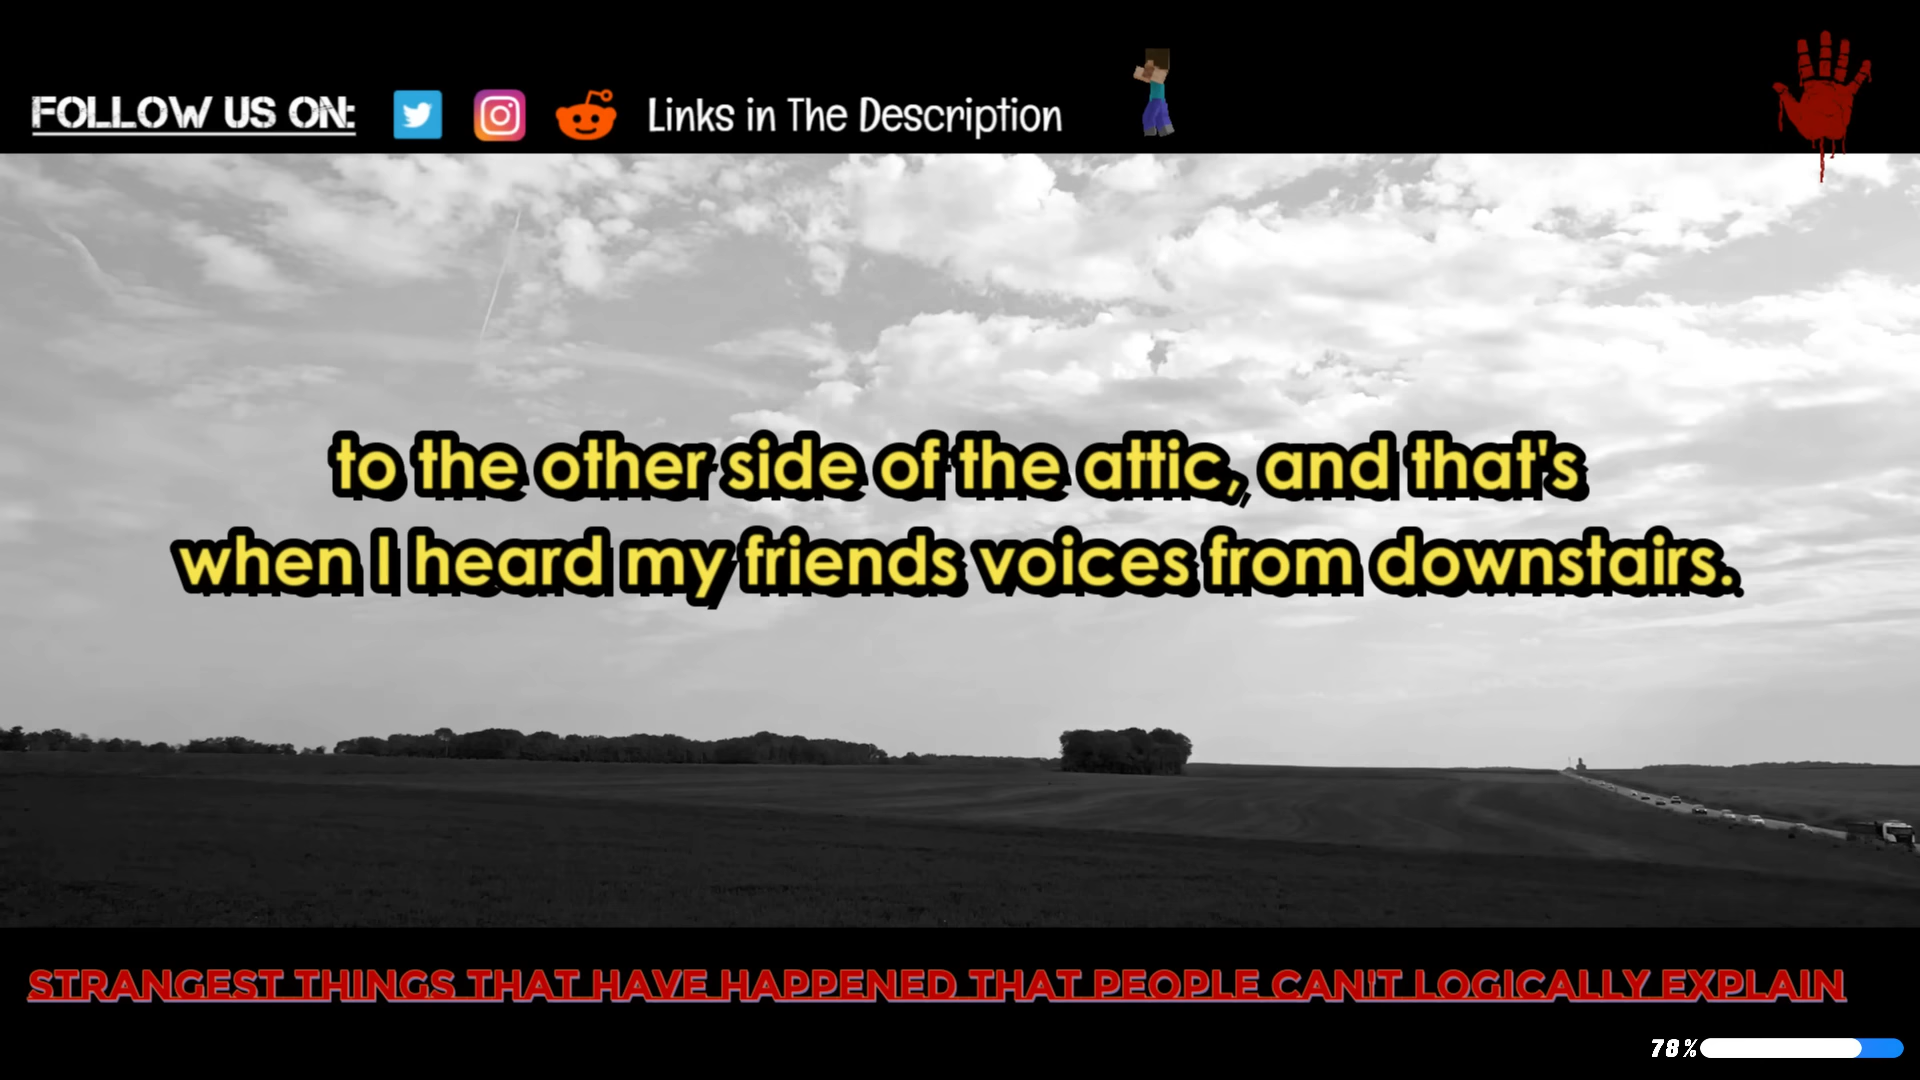 FOLLOW US ON:
Links in The Description
to the other side of the attic, and that's
when I heard my friends voices from downstairs.
STRANGEST THINGS THAT HAVE HAPPENED THAT PEOPLE CAN'T LOGICALLY EXPLAIN
78%